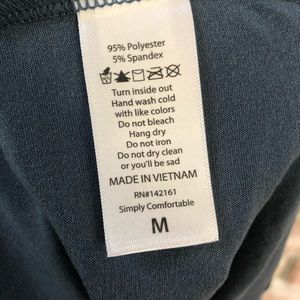 95% Polyester
5% Spandex
Turn inside out
Hand wash cold
with like colors
Do not bleach
Hang dry
Do not iron
Do not dry clean
or you'll be sad
MADE IN VIETNAM
RN#142161
Simply Comfortable
M